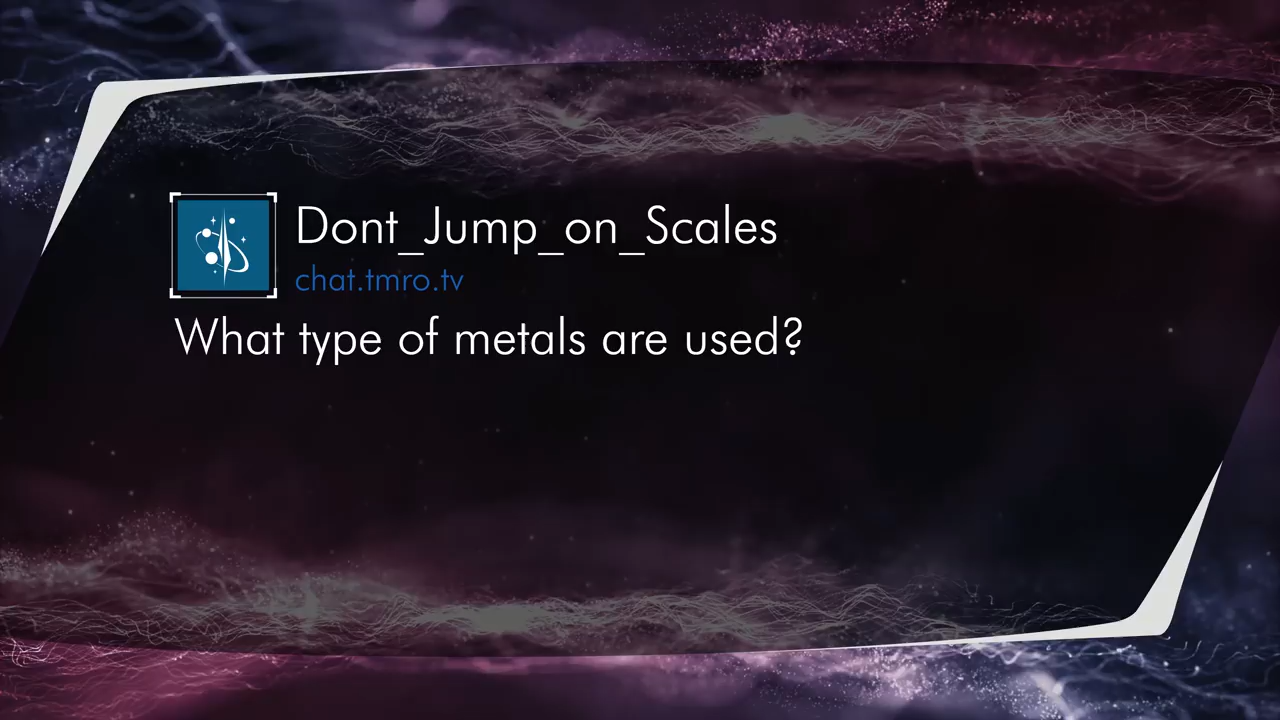 Dont_Jump_on_Scales
chat.tmro.tv
What type of metals are used?